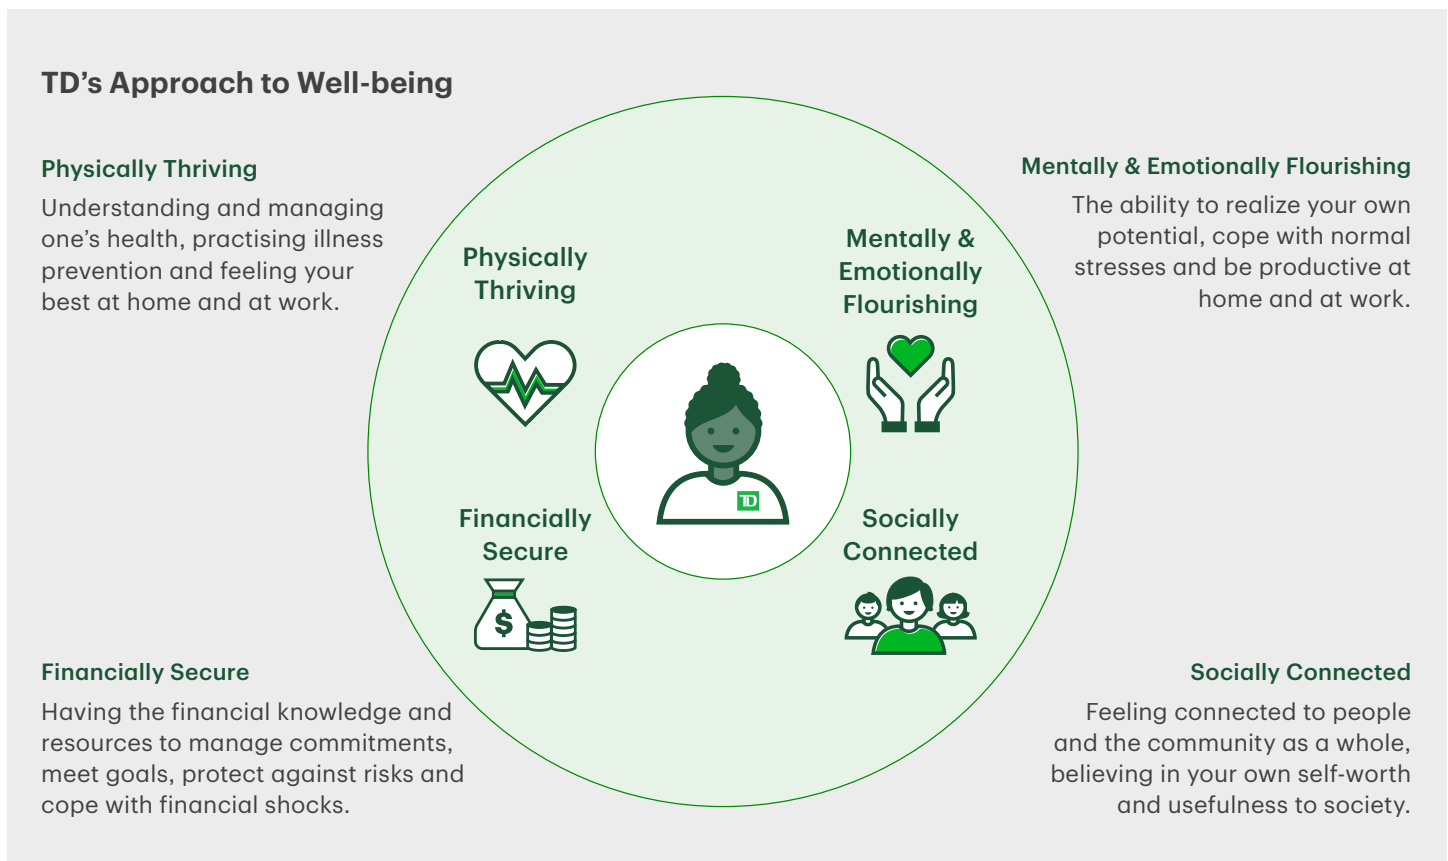 TD’s Approach to Well-being
Physically Thriving
Understanding and managing
one’s health, practising illness
prevention and feeling your
best at home and at work.
Mentally & Emotionally Flourishing
The ability to realize your own
potential, cope with normal
stresses and be productive at
home and at work.
Physically
Thriving
Mentally &
Emotionally
Flourishing
TD
Financially
Secure
$
Socially
Connected
Financially Secure
Having the financial knowledge and
resources to manage commitments,
meet goals, protect against risks and
cope with financial shocks.
Socially Connected
Feeling connected to people
and the community as a whole,
believing in your own self-worth
and usefulness to society.